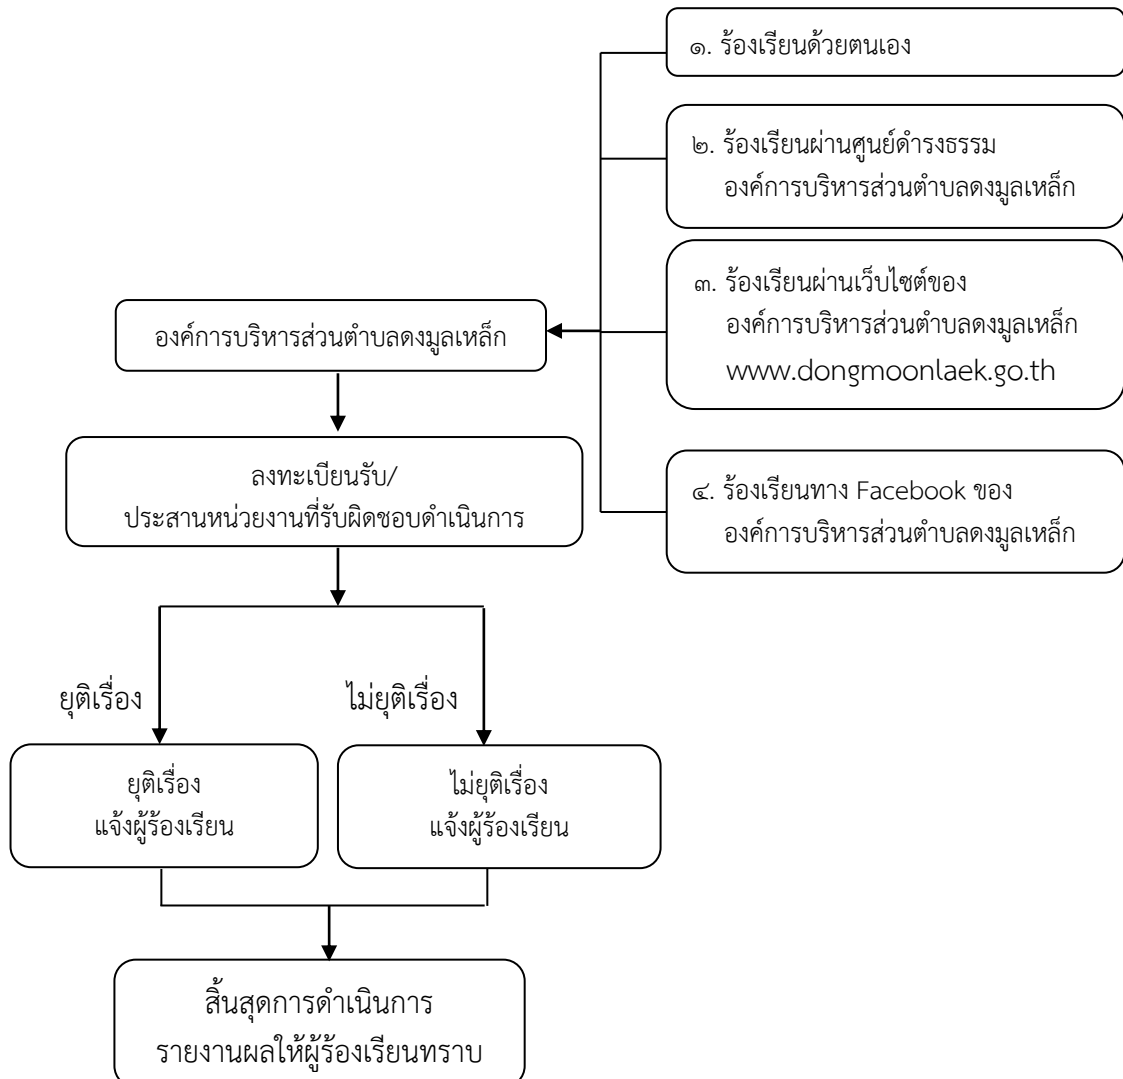 ๑. ร้องเรียนด้วยตนเอง
๒. ร้องเรียนผ่านศูนย์ดำรงธรรม
องค์การบริหารส่วนตำบลดงมูลเหล็ก
๓. ร้องเรียนผ่านเว็บไซต์ของ
องค์การบริหารส่วนตำบลดงมูลเหล็ก
www.dongmoonlaek.go.th
๔. ร้องเรียนทาง Facebook ของ
องค์การบริหารส่วนตำบลดงมูลเหล็ก
องค์การบริหารส่วนตำบลดงมูลเหล็ก
ลงทะเบียนรับ/
ประสานหน่วยงานที่รับผิดชอบดำเนินการ
ยุติเรื่อง
ไม่ยุติเรื่อง
ยุติเรื่อง
แจ้งผู้ร้องเรียน
ไม่ยุติเรื่อง
แจ้งผู้ร้องเรียน
สิ้นสุดการดำเนินการ
รายงานผลให้ผู้ร้องเรียนทราบ